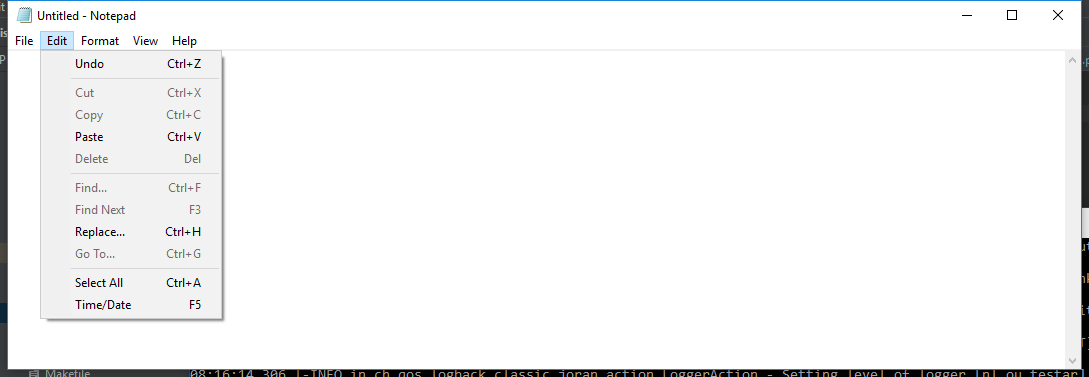 Untitled - Notepad
File Edit Format View Help
Undo Ctrl+Z
Cut Ctrl+X
Copy Ctrl+C
Paste Ctrl+V
Delete Del
Find... Ctrl+F
Find Next F3
Replace... Ctrl+H
Go To... Ctrl+G
Select All Ctrl+A
Time/Date F5
Makefile 08:16:14,306 |-INFO in ch.qos.logback.classic.joran.action.LoggerAction - Setting level of logger [nl.ou.testar